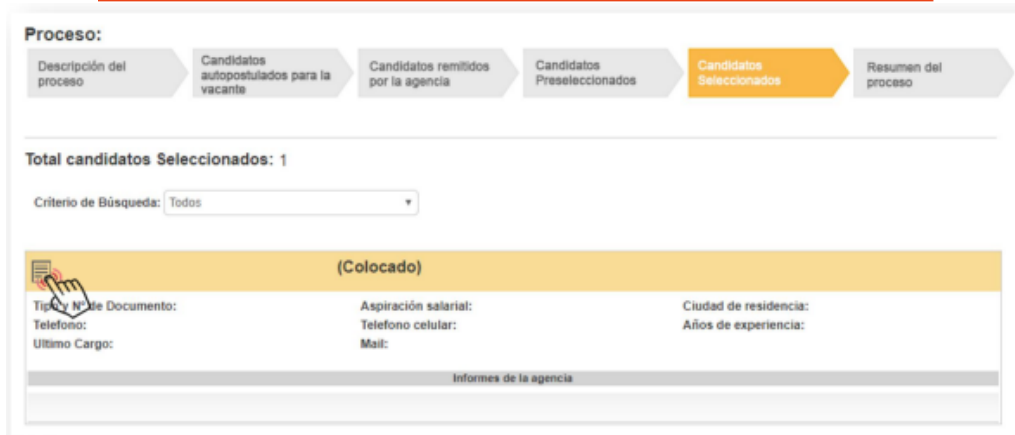 Proceso:
Descripción del
proceso
Candidatos
autopostulados para la
vacante
Candidatos remitidos
por la agencia
Candidatos
Preseleccionados
Candidatos
Seleccionados
Resumen del
proceso
Total candidatos Seleccionados: 1
Criterio de Búsqueda: Todos
(Colocado)
Tipo y N° de Documento:
Aspiración salarial:
Ciudad de residencia:
Telefono:
Telefono celular:
Años de experiencia:
Ultimo Cargo:
Mail:
Informes de la agencia